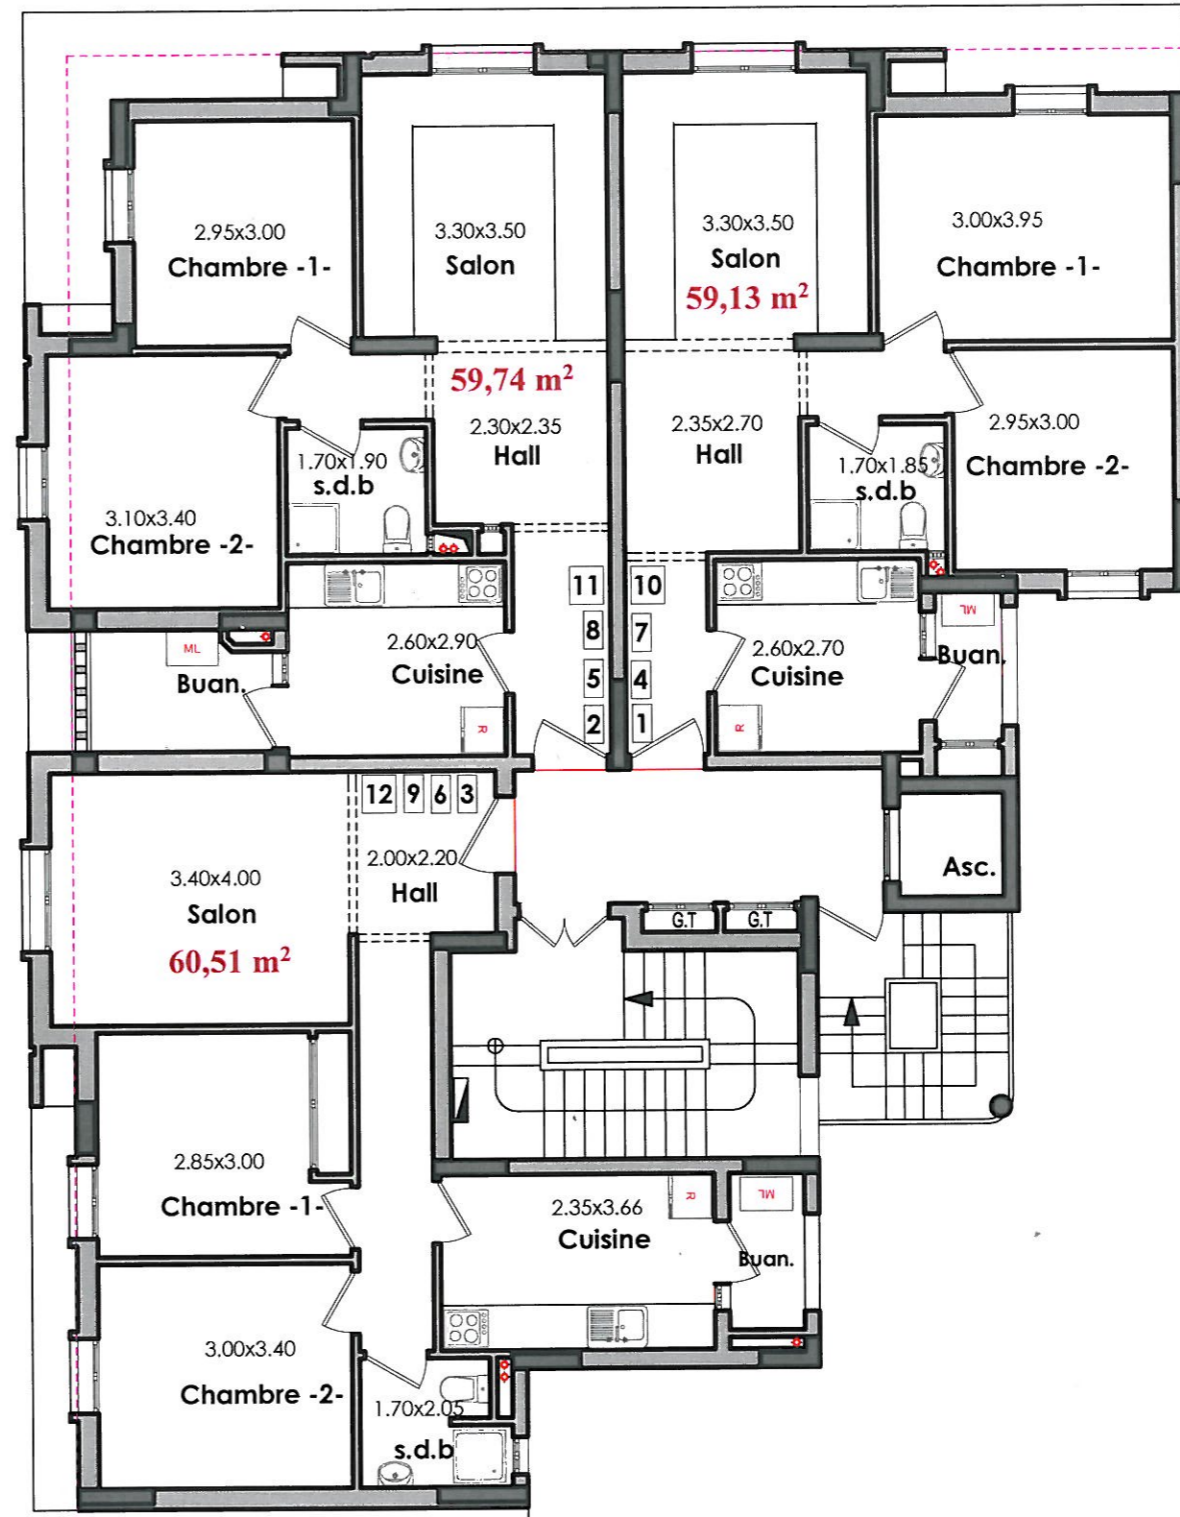 2.95x3.00
Chambre -1-
3.30x3.50
Salon
3.30x3.50
Salon
59,13 m²
3.00x3.95
Chambre -1-
59,74 m²
2.30x2.35
Hall
2.35x2.70
Hall
2.95x3.00
Chambre -2-
1.70x1.90
s.d.b
1.70x1.85
s.d.b
3.10x3.40
Chambre -2-
11
8
5
2
10
7
4
1
ML
Buan.
2.60x2.90
Cuisine
R
2.60x2.70
Cuisine
R
ML
Buan.
12 9 6 3
2.00x2.20
Hall
3.40x4.00
Salon
60,51 m²
Asc.
G.T
G.T
2.85x3.00
Chambre -1-
2.35x3.66
Cuisine
R
ML
Buan.
3.00x3.40
Chambre -2-
1.70x2.05
s.d.b